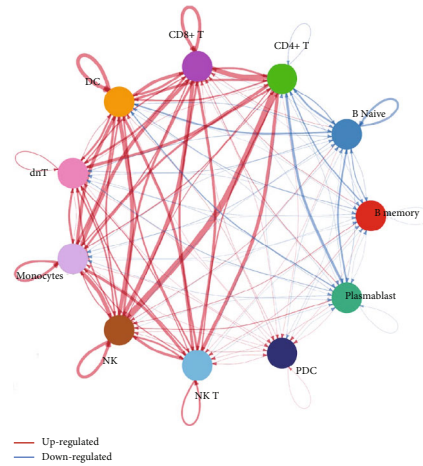 CD8+ T
CD4+ T
DC
B Naive
dnT
B memory
Monocytes
Plasmablast
NK
PDC
NK T
Up-regulated
Down-regulated